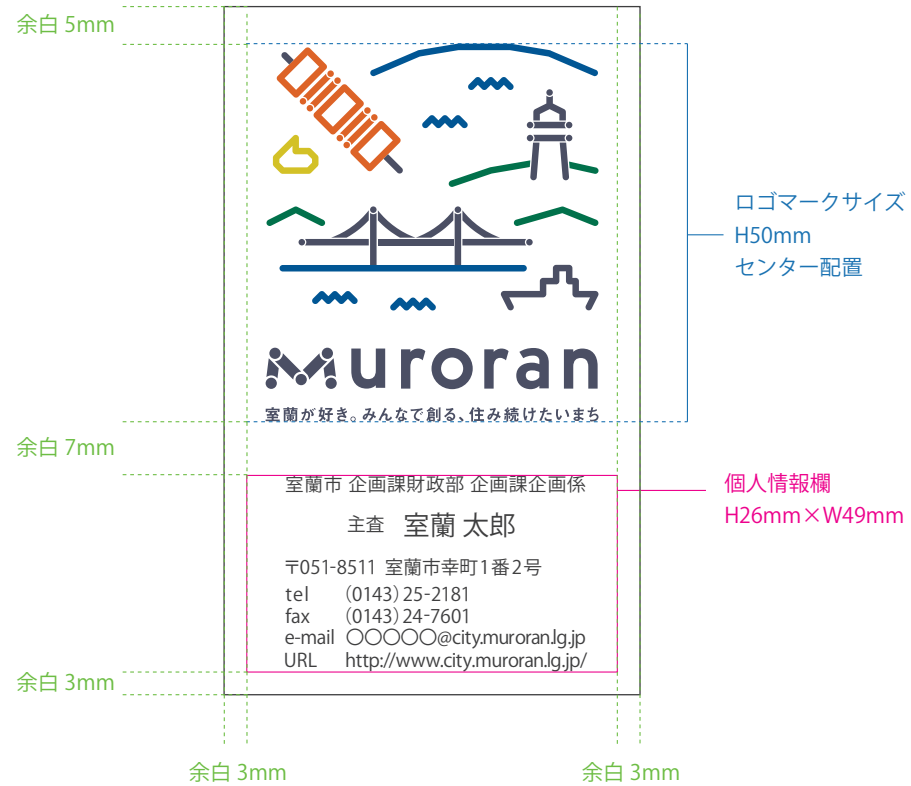 余白 5mm
ロゴマークサイズ
H50mm
センター配置
Muroran
室蘭が好き。みんなで創る、住み続けたいまち
余白 7mm
個人情報欄
H26mm×W49mm
室蘭市 企画課財政部 企画課企画係
主査 室蘭 太郎
〒051-8511 室蘭市幸町1番2号
tel (0143)25-2181
fax (0143)24-7601
e-mail 〇〇〇〇〇@city.muroran.lg.jp
URL http://www.city.muroran.lg.jp/
余白 3mm
余白 3mm
余白 3mm